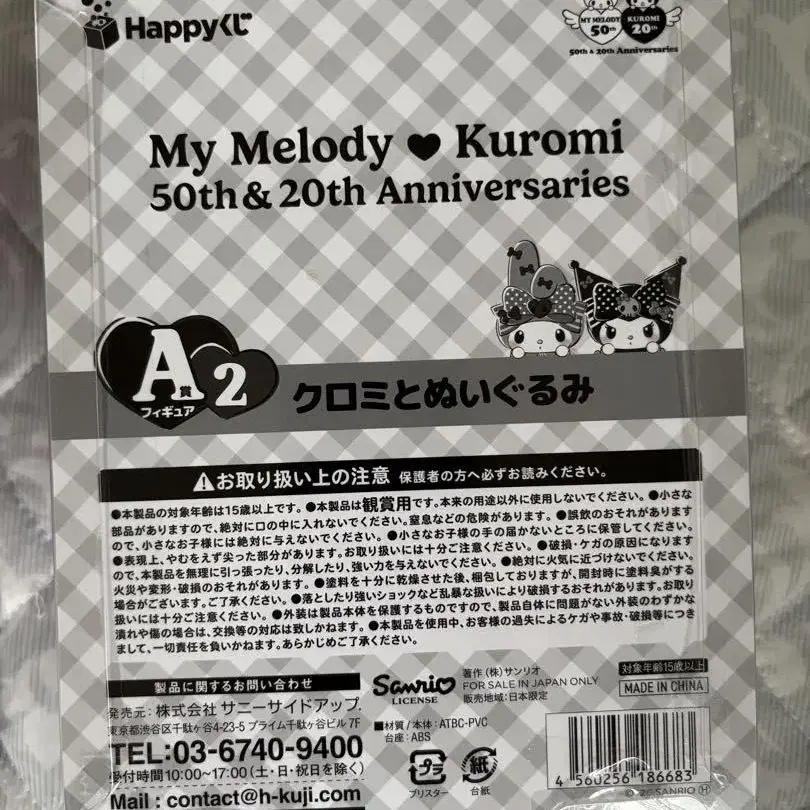 Happyくじ
MY MELODY 50th KUROMI 20th
50th & 20th Anniversaries
My Melody ♥ Kuromi
50th & 20th Anniversaries
A賞 2
フィギュア
クロミとぬいぐるみ
⚠お取り扱い上の注意 保護者の方へ必ずお読みください。
●本製品の対象年齢は15歳以上です。●本製品は観賞用です。本来の用途以外に使用しないでください。●小さな
部品がありますので、絶対に口の中に入れないでください。窒息などの危険があります。●誤飲のおそれがあります
ので、小さなお子様には絶対に与えないでください。●小さなお子様の手の届かないところに保管してください。
●表現上、やむをえず尖った部分があります。お取り扱いには十分ご注意ください。●破損・ケガの原因になります
ので、本製品を無理に引っ張ったり、分解したり、強い力を与えないでください。●絶対に火気に近づけないでください。
火災や変形・破損のおそれがあります。●塗料を十分に乾燥させた後、梱包しておりますが、開封時に塗料臭がする
場合がございます。ご了承ください。●落としたり強いショックなど乱暴な扱いにより破損するおそれがあります。お取り
扱いには十分ご注意ください。●外装は製品本体を保護するものですので、製品自体に問題がない外装のわずかな
潰れや傷の場合は、交換等の対応は致しかねます。●本製品を使用中、お客様の過失によるケガや事故・破損等につき
まして、一切責任を負いかねます。あらかじめご了承ください。
製品に関するお問い合わせ
発売元：株式会社 サニーサイドアップ.
東京都渋谷区千駄ヶ谷4-23-5 プライム千駄ヶ谷ビル 7F
TEL:03-6740-9400
受付時間10:00~17:00(土・日・祝日を除く)
Mail : contact@h-kuji.com
Sanrio
LICENSE
著作 (株)サンリオ
FOR SALE IN JAPAN ONLY
販売地域：日本限定
対象年齢15歳以上
MADE IN CHINA
■材質 / 本体：ATBC-PVC
台座：ABS
プラ
ブリスター
紙
台紙
4 560256 186683
SANRIO Ⓗ